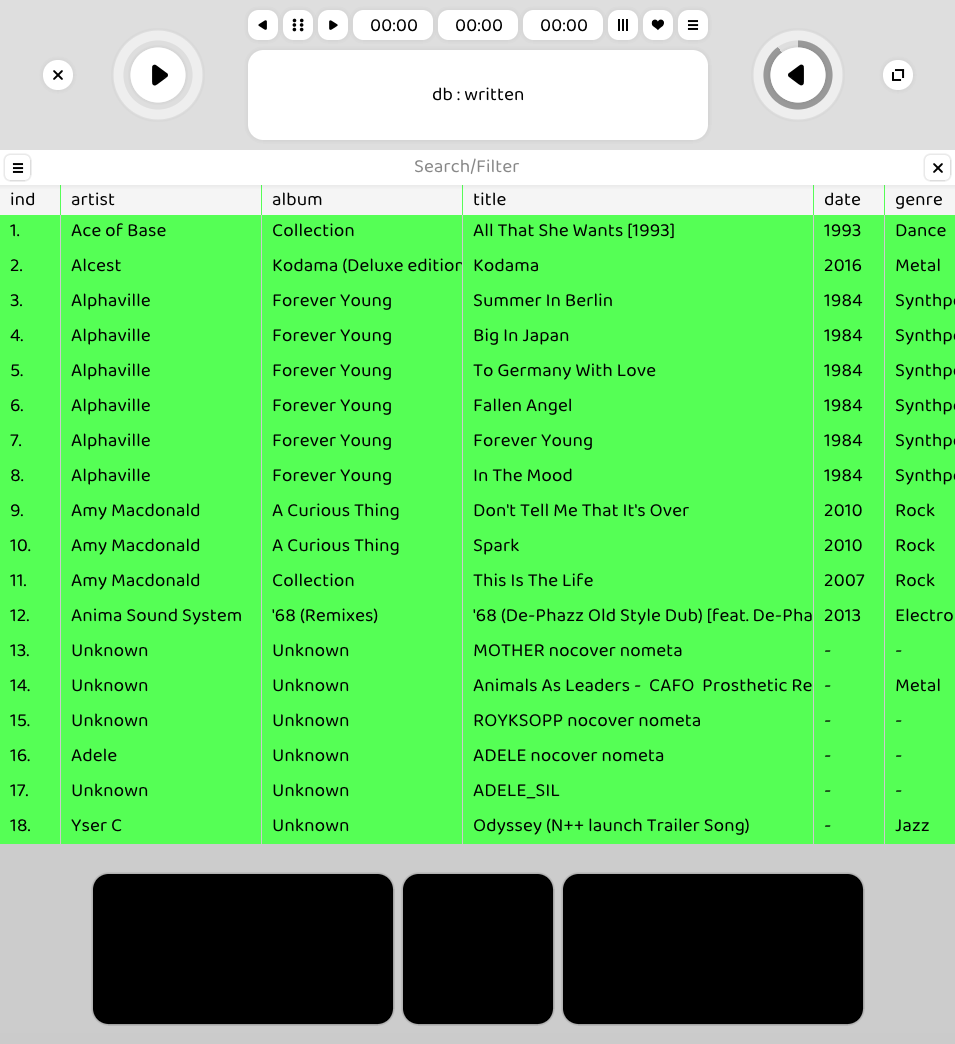 00:00 00:00 00:00
db : written
Search/Filter
ind artist album title date genre
1. Ace of Base Collection All That She Wants [1993] 1993 Dance
2. Alcest Kodama (Deluxe edition Kodama 2016 Metal
3. Alphaville Forever Young Summer In Berlin 1984 Synthpo
4. Alphaville Forever Young Big In Japan 1984 Synthpo
5. Alphaville Forever Young To Germany With Love 1984 Synthpo
6. Alphaville Forever Young Fallen Angel 1984 Synthpo
7. Alphaville Forever Young Forever Young 1984 Synthpo
8. Alphaville Forever Young In The Mood 1984 Synthpo
9. Amy Macdonald A Curious Thing Don't Tell Me That It's Over 2010 Rock
10. Amy Macdonald A Curious Thing Spark 2010 Rock
11. Amy Macdonald Collection This Is The Life 2007 Rock
12. Anima Sound System '68 (Remixes) '68 (De-Phazz Old Style Dub) [feat. De-Pha 2013 Electro
13. Unknown Unknown MOTHER nocover nometa - -
14. Unknown Unknown Animals As Leaders - CAFO Prosthetic Re - Metal
15. Unknown Unknown ROYKSOPP nocover nometa - -
16. Adele Unknown ADELE nocover nometa - -
17. Unknown Unknown ADELE_SIL - -
18. Yser C Unknown Odyssey (N++ launch Trailer Song) - Jazz